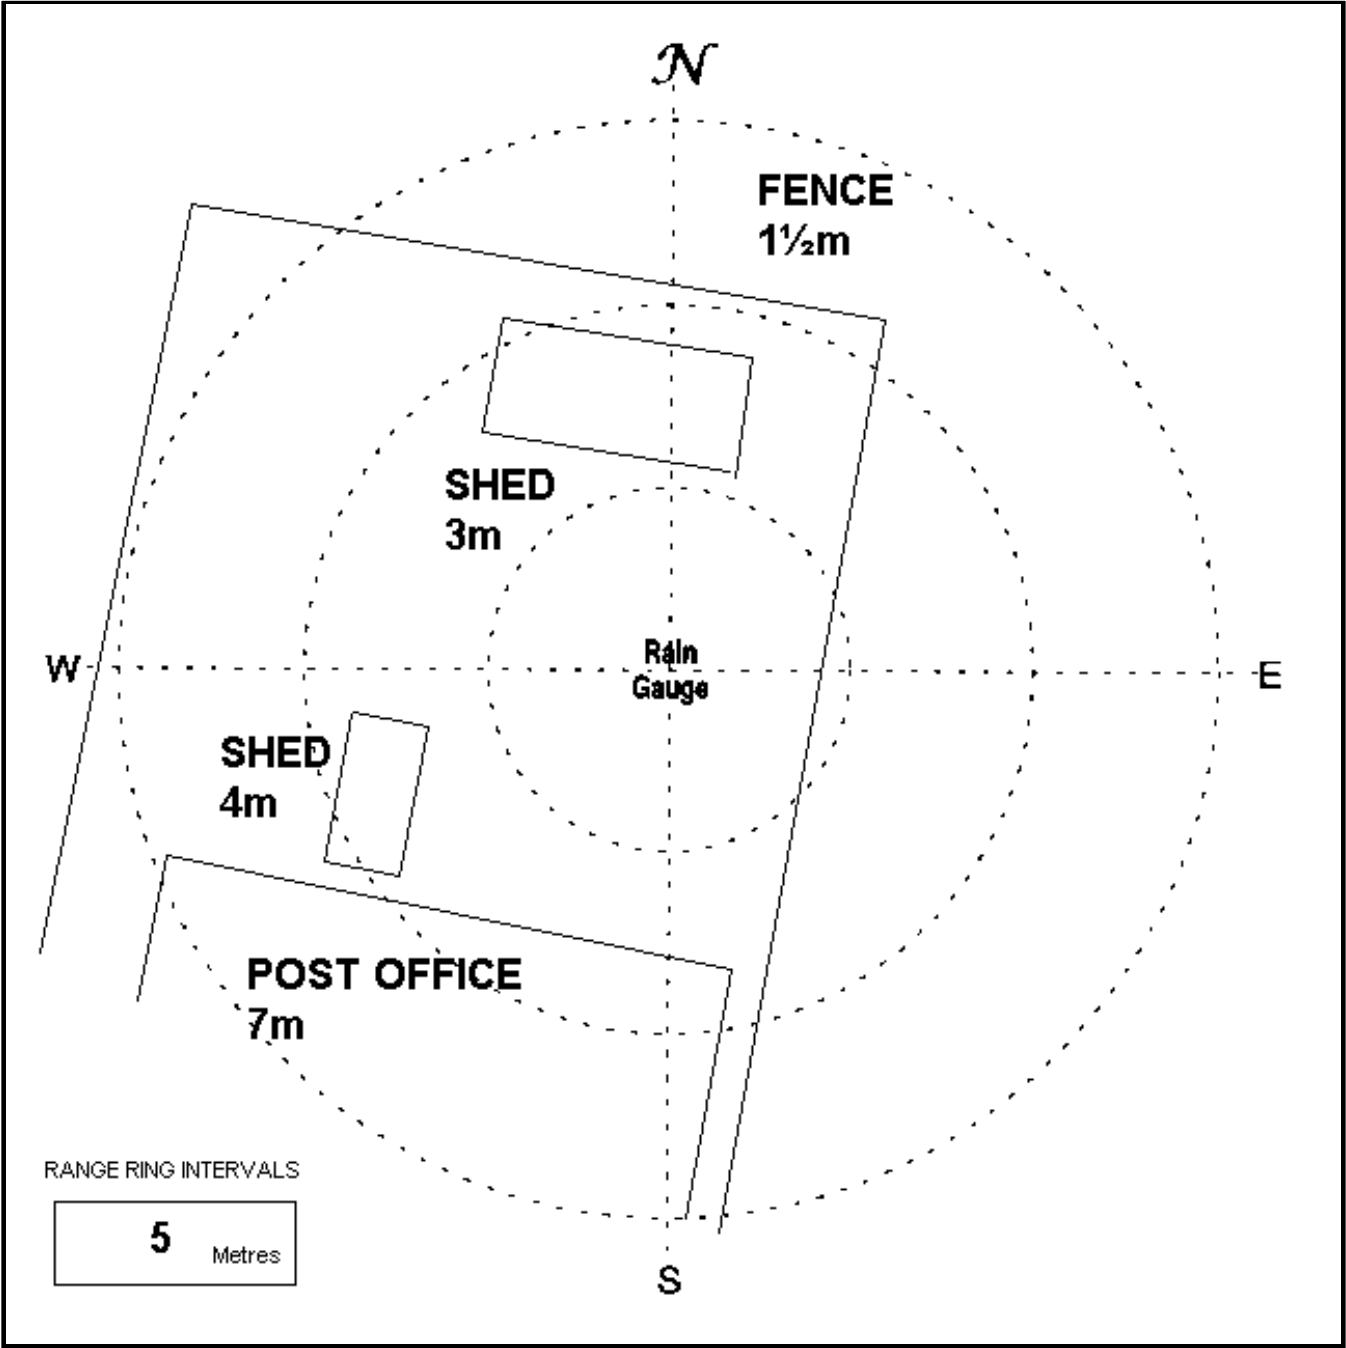 N
FENCE
1½m
SHED
3m
Rain
Gauge
W
E
SHED
4m
POST OFFICE
7m
RANGE RING INTERVALS
5 Metres
S